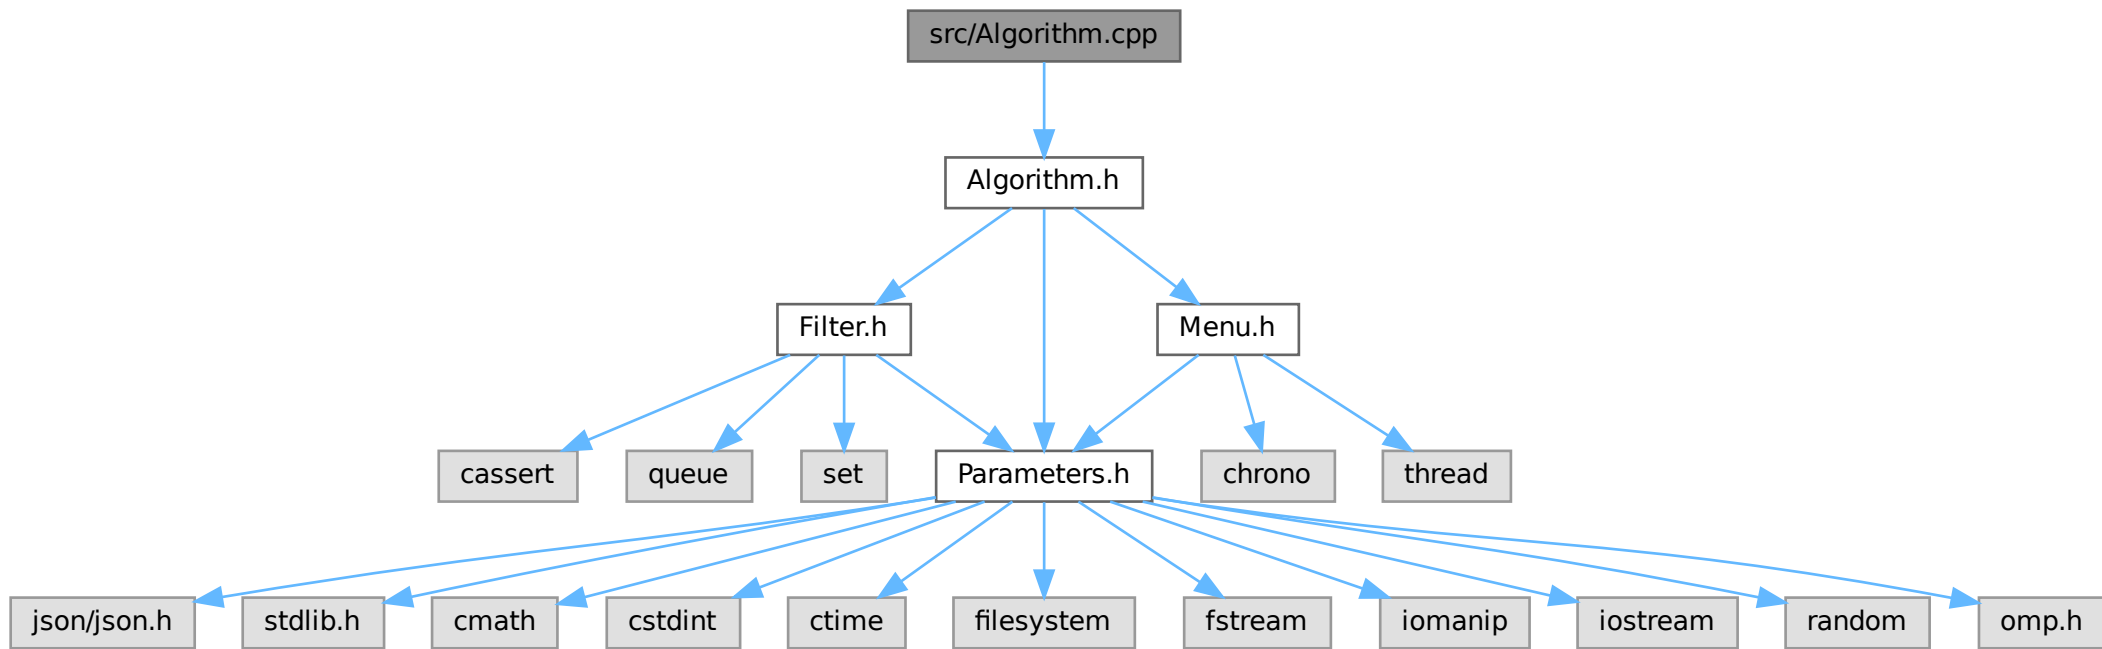 src/Algorithm.cpp
Algorithm.h
Filter.h
Menu.h
cassert
queue
set
Parameters.h
chrono
thread
json/json.h
stdlib.h
cmath
cstdint
ctime
filesystem
fstream
iomanip
iostream
random
omp.h